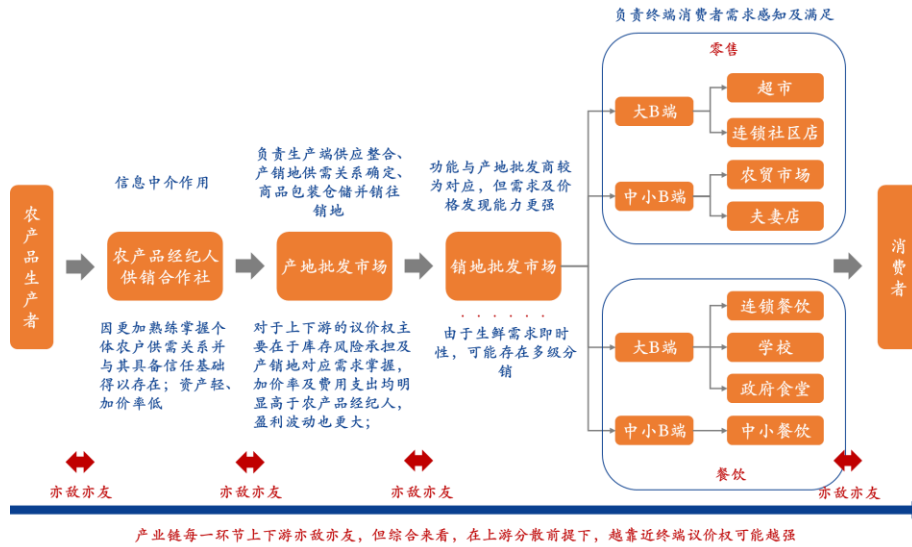 负责终端消费者需求感知及满足
零售
大B端
超市
连锁社区店
中小B端
农贸市场
夫妻店
农产品生产者
信息中介作用
农产品经纪人
供销合作社
因更加熟练掌握个
体农户供需关系并
与其具备信任基础
得以存在；资产轻、
加价率低
负责生产端供应整合、
产销地供需关系确定、
商品包装仓储并销往
销地
产地批发市场
对于上下游的议价权主
要在于库存风险承担及
产销地对应需求掌握，
加价率及费用支出均明
显高于农产品经纪人，
盈利波动也更大；
功能与产地批发商较
为对应，但需求及价
格发现能力更强
销地批发市场
......
由于生鲜需求即时
性，可能存在多级分
销
大B端
连锁餐饮
学校
政府食堂
中小B端
中小餐饮
餐饮
消费者
亦敌亦友
亦敌亦友
亦敌亦友
亦敌亦友
产业链每一环节上下游亦敌亦友，但综合来看，在上游分散前提下，越靠近终端议价权可能越强